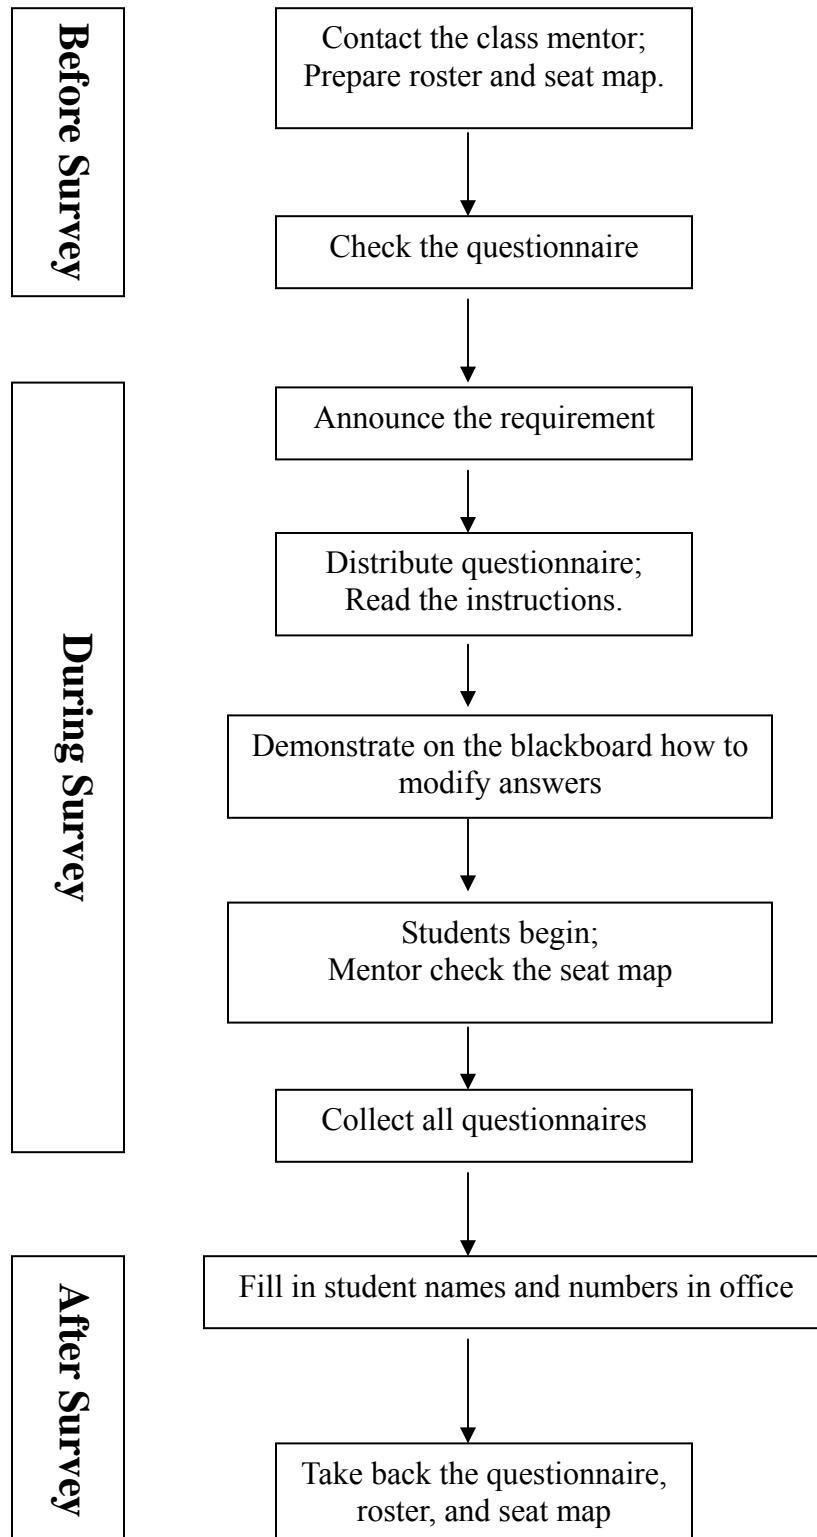 Before Survey
Contact the class mentor;
Prepare roster and seat map.
Check the questionnaire
During Survey
Announce the requirement
Distribute questionnaire;
Read the instructions.
Demonstrate on the blackboard how to
modify answers
Students begin;
Mentor check the seat map
Collect all questionnaires
After Survey
Fill in student names and numbers in office
Take back the questionnaire,
roster, and seat map